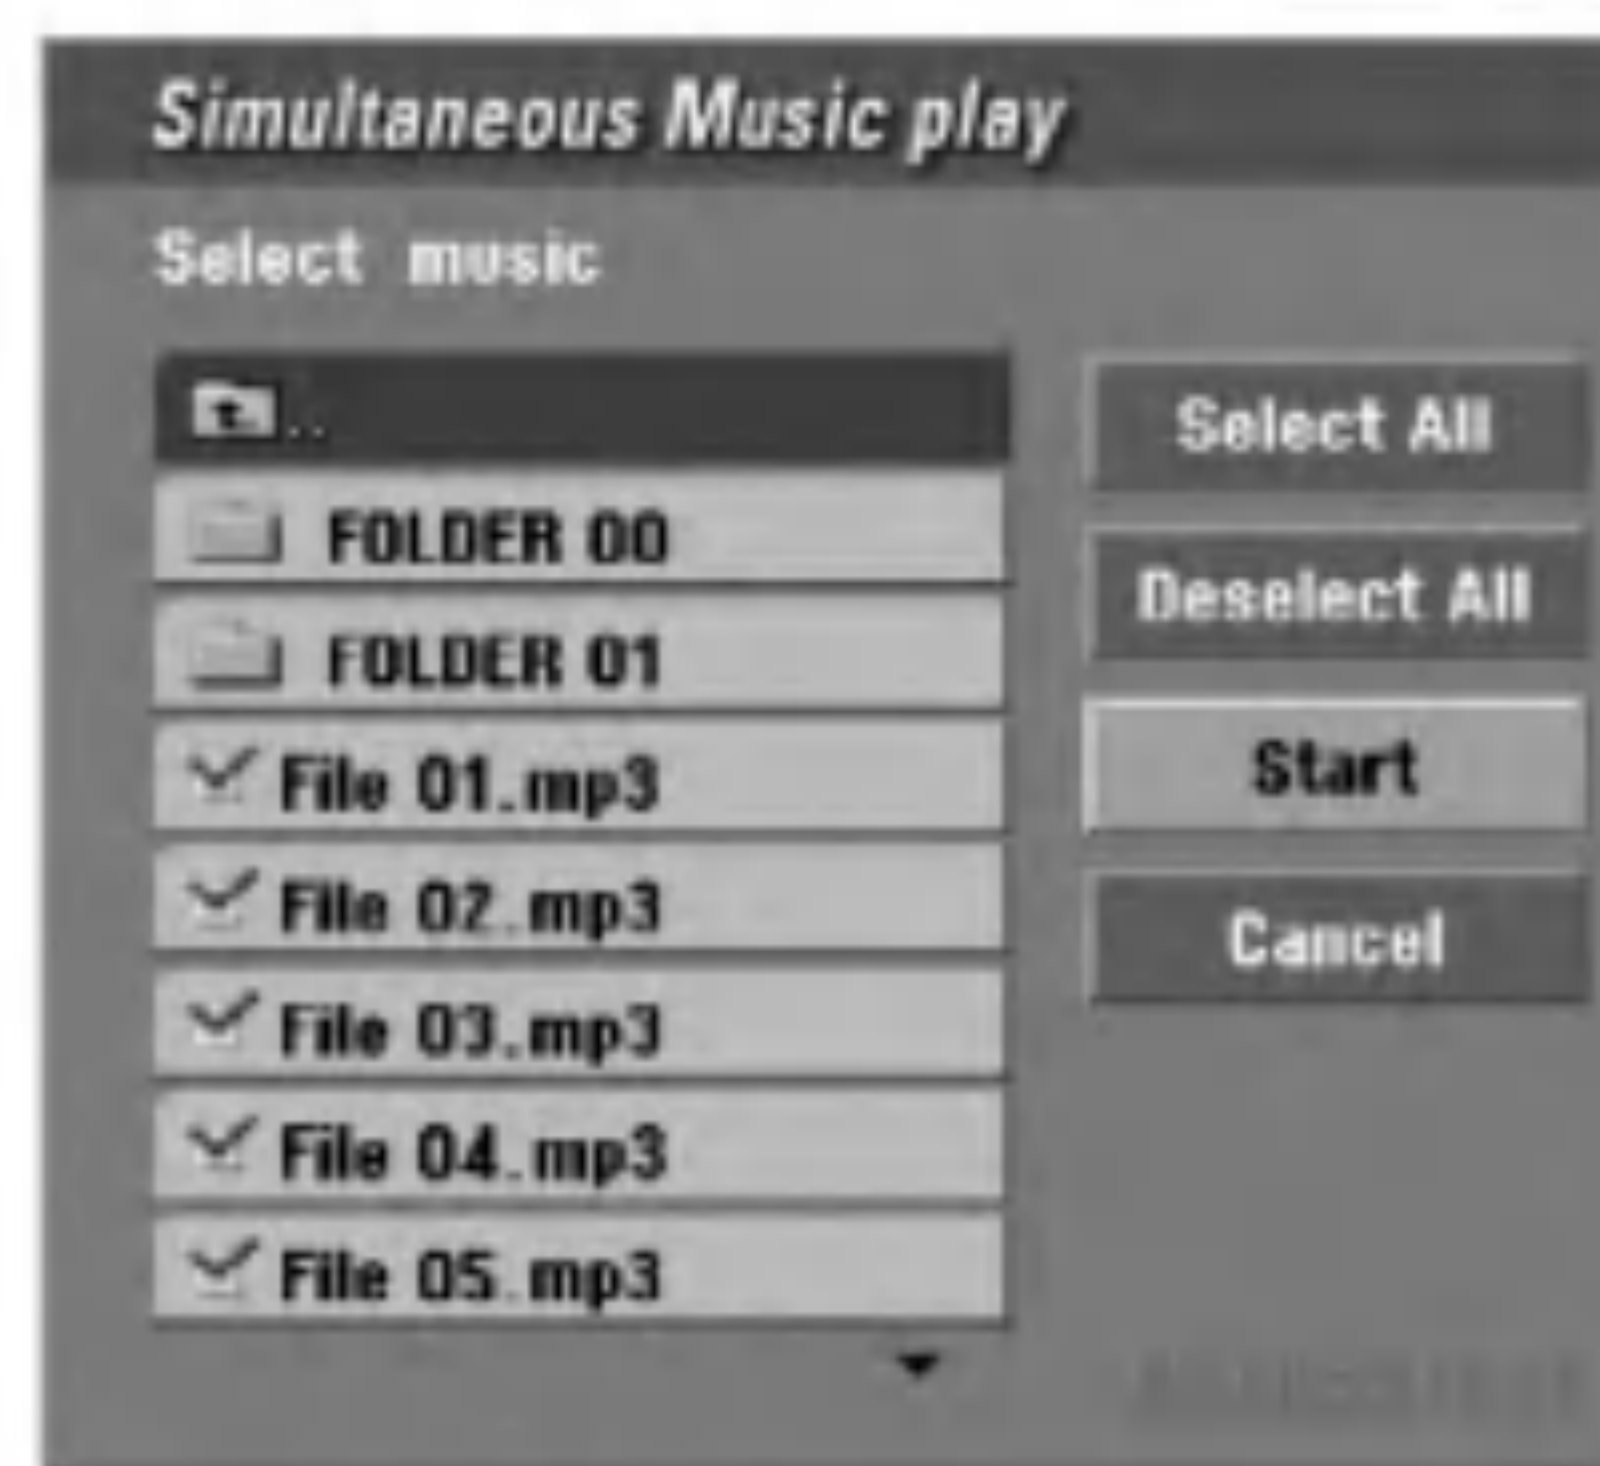 Simultaneous Music play
Select music
..
FOLDER 00
FOLDER 01
File 01.mp3
File 02.mp3
File 03.mp3
File 04.mp3
File 05.mp3
Select All
Deselect All
Start
Cancel